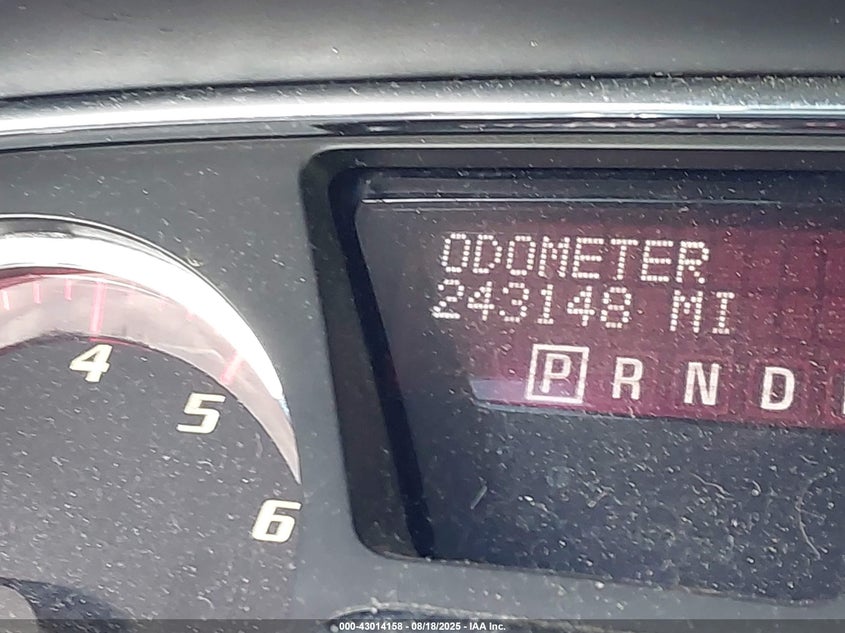 ODOMETER
243148 MI
P R N D
4
5
6
000-43014158 - 08/18/2025 - IAA Inc.